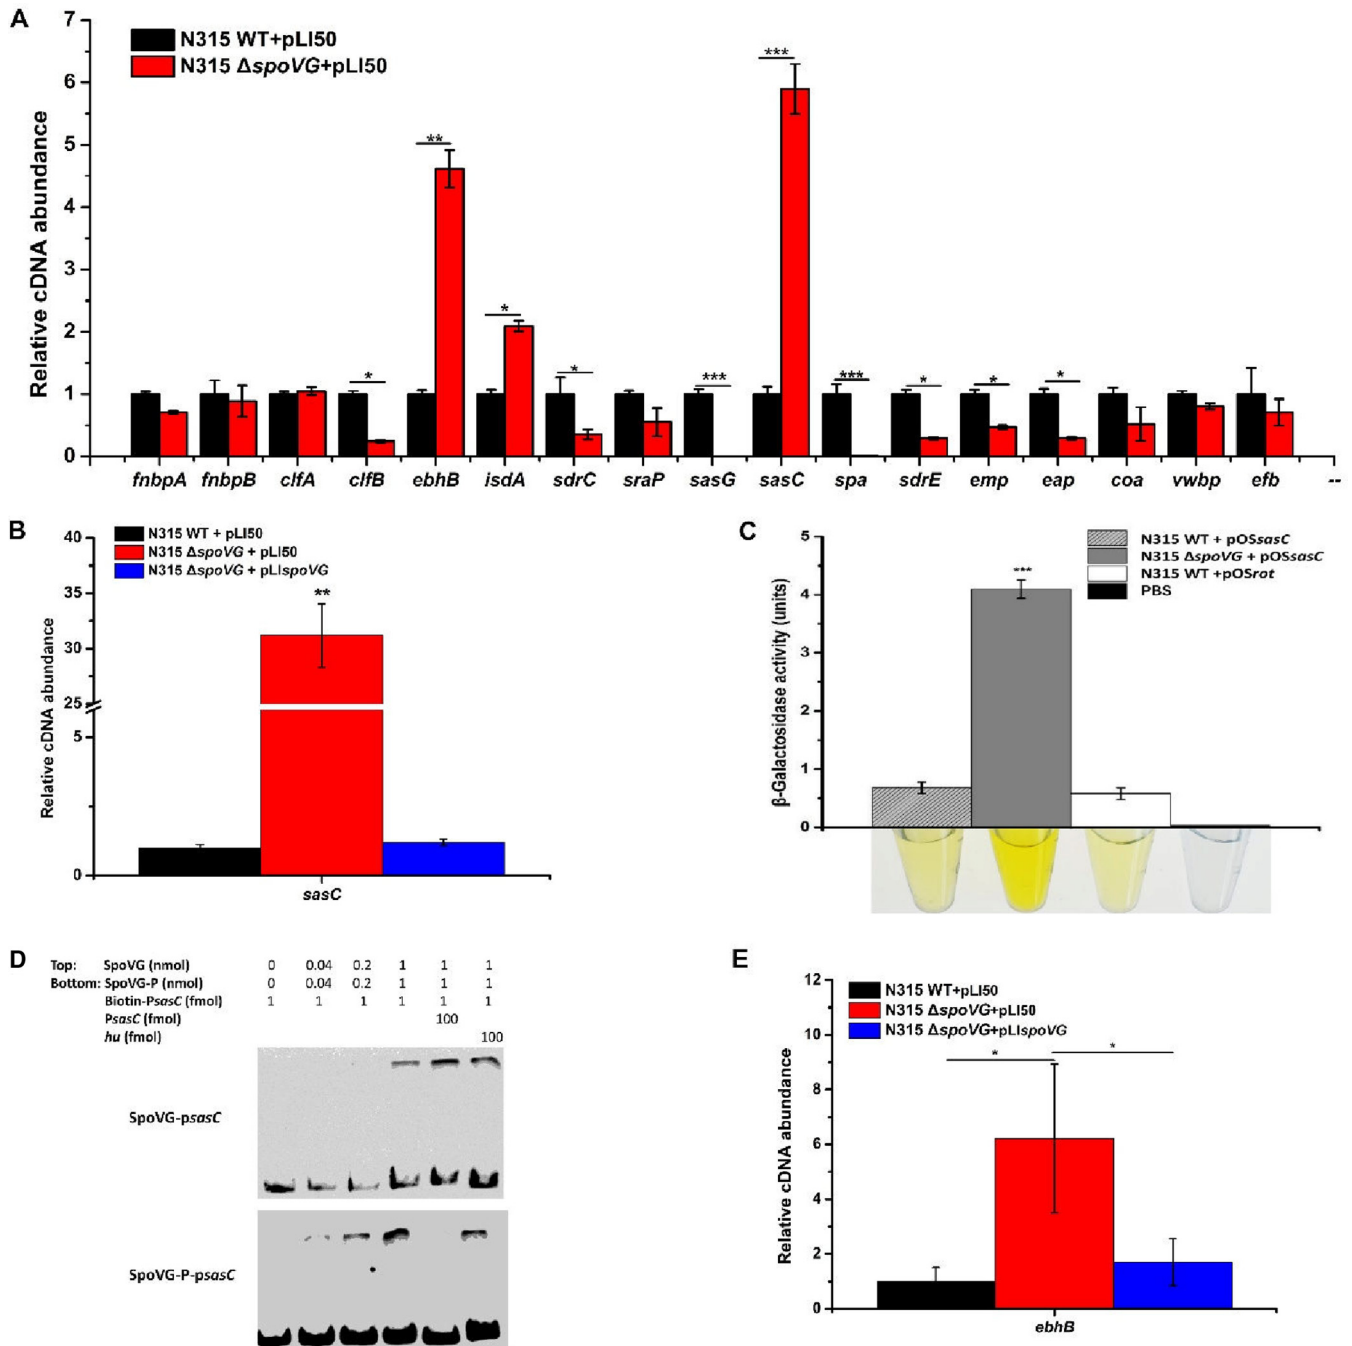 A
N315 WT+pLI50
N315 ΔspoVG+pLI50
Relative cDNA abundance
7
6
5
4
3
2
1
0
** * *** * * *** *** * * *
fnbpA fnbpB clfA clfB ebhB isdA sdrC sraP sasG sasC spa sdrE emp eap coa vwbp efb --
B
N315 WT + pLI50
N315 ΔspoVG + pLI50
N315 ΔspoVG + pLIspoVG
Relative cDNA abundance
40
35
30
25
5
0
**
sasC
C
N315 WT + pOSsasC
N315 ΔspoVG + pOSsasC
N315 WT +pOSrot
PBS
β-Galactosidase activity (units)
5
4
3
2
1
0
***
D
Top: SpoVG (nmol) 0 0.04 0.2 1 1 1
Bottom: SpoVG-P (nmol) 0 0.04 0.2 1 1 1
Biotin-PsasC (fmol) 1 1 1 1 1 1
PsasC (fmol) 100
hu (fmol) 100
SpoVG-psasC
SpoVG-P-psasC
E
N315 WT+pLI50
N315 ΔspoVG+pLI50
N315 ΔspoVG+pLIspoVG
Relative cDNA abundance
12
10
8
6
4
2
0
* *
ebhB